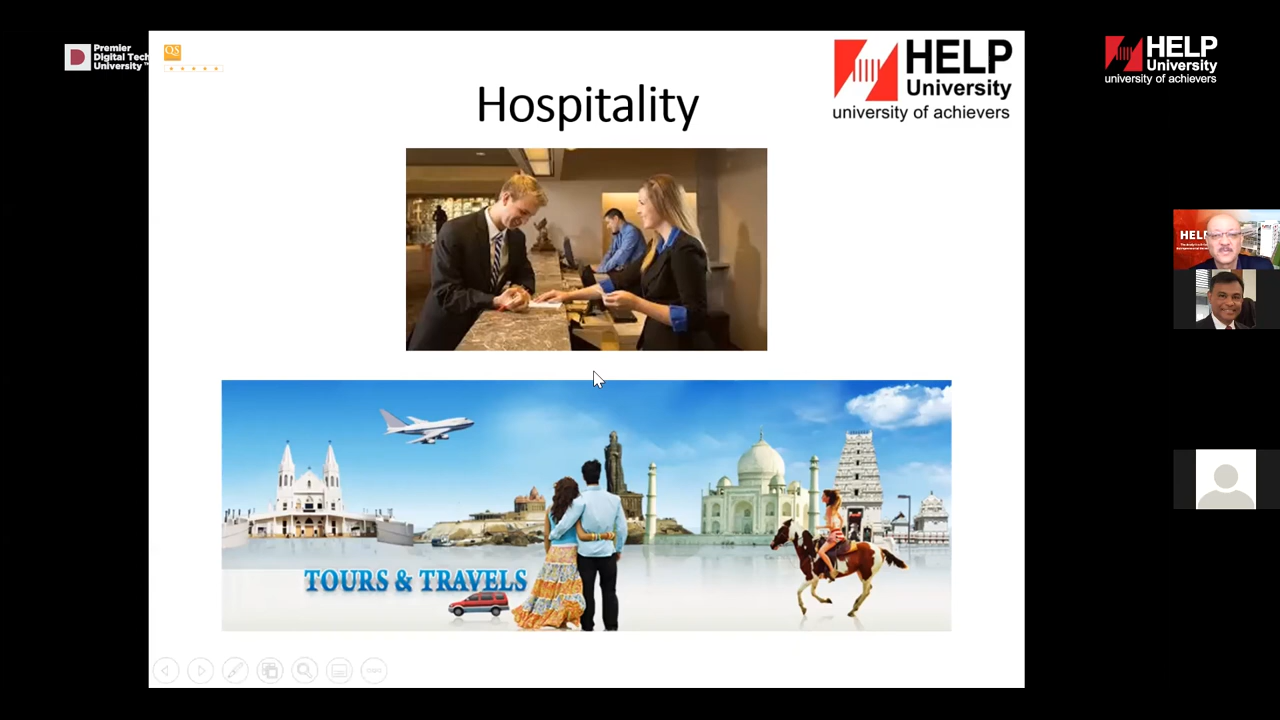 Premier
Digital Tech
University
QS
HELP
University
university of achievers
HELP
University
university of achievers
Hospitality
TOURS & TRAVELS